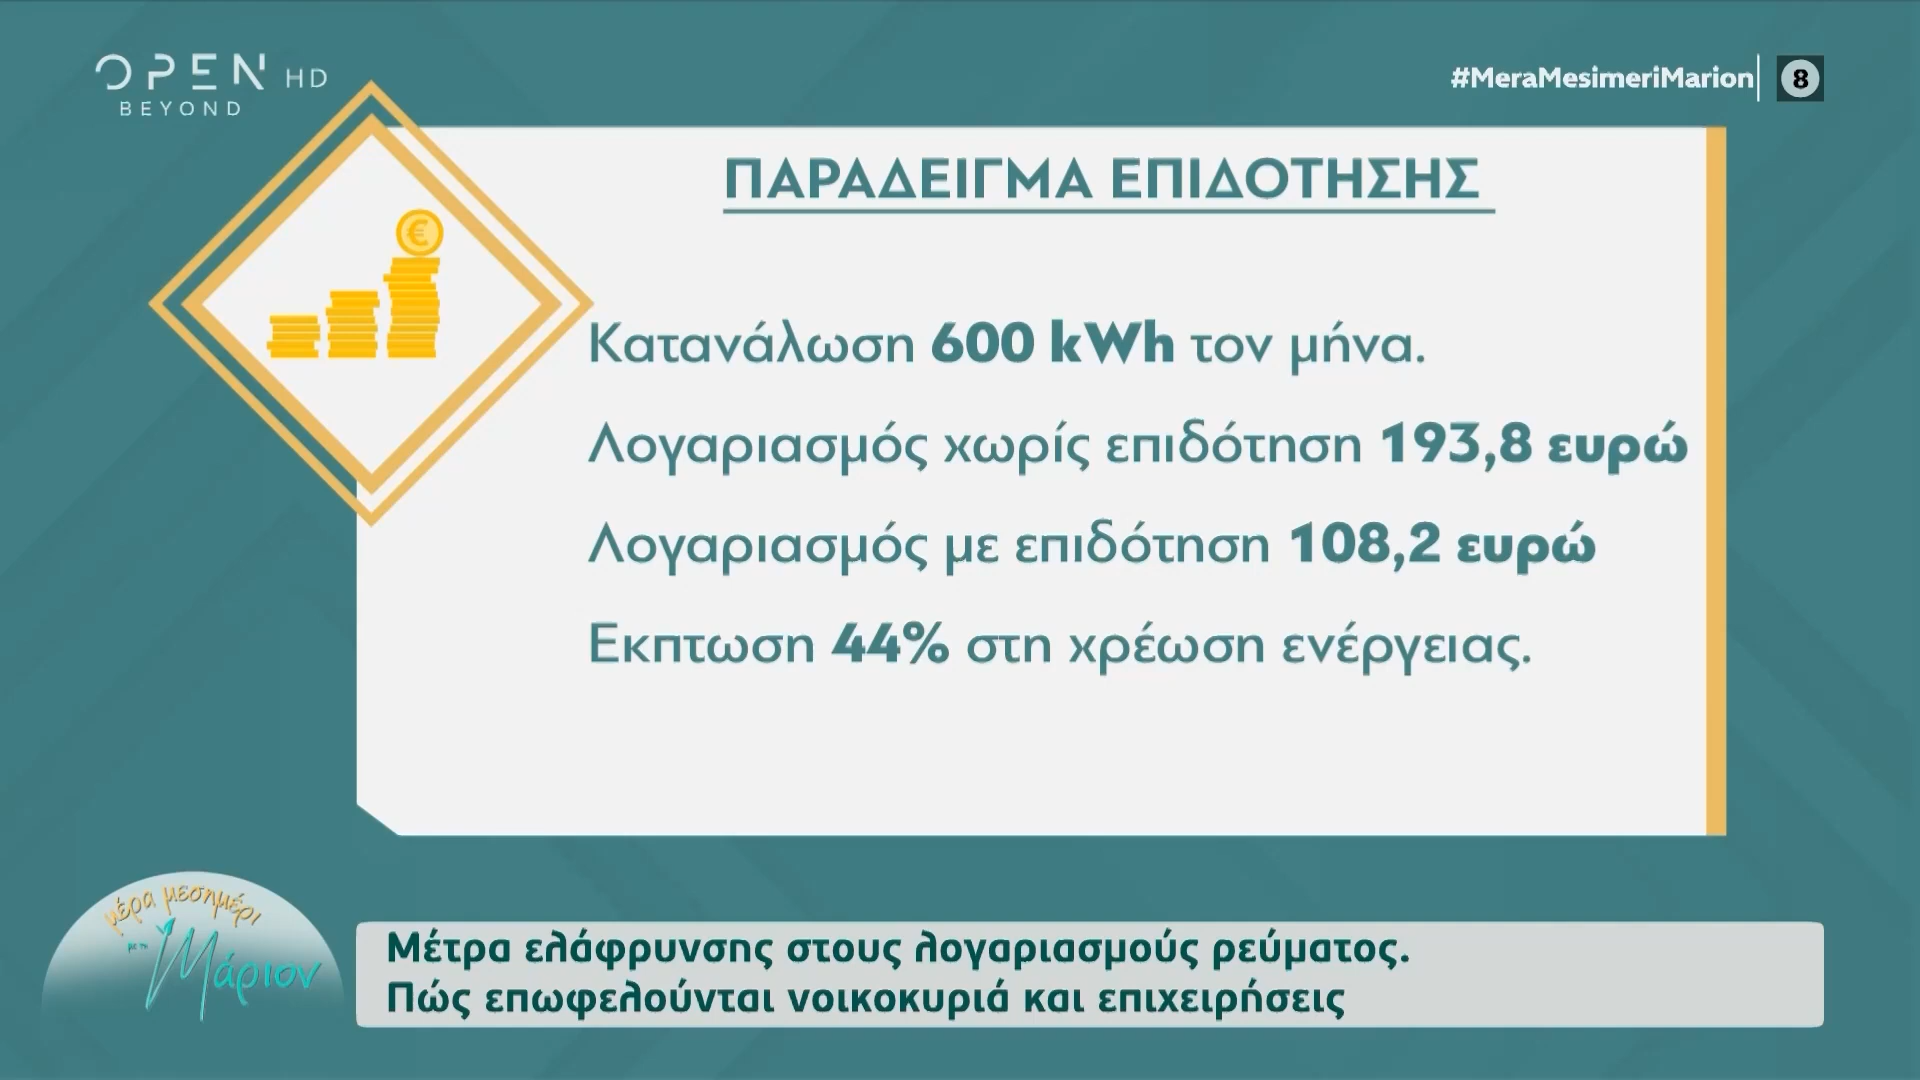 OPEN HD
BEYOND
#MeraMesimeriMarion
8
ΠΑΡΑΔΕΙΓΜΑ ΕΠΙΔΟΤΗΣΗΣ
€
Κατανάλωση 600 kWh τον μήνα.
Λογαριασμός χωρίς επιδότηση 193,8 ευρώ
Λογαριασμός με επιδότηση 108,2 ευρώ
Εκπτωση 44% στη χρέωση ενέργειας.
μέρα μεσημέρι
με τη
Μάριον
Μέτρα ελάφρυνσης στους λογαριασμούς ρεύματος.
Πώς επωφελούνται νοικοκυριά και επιχειρήσεις